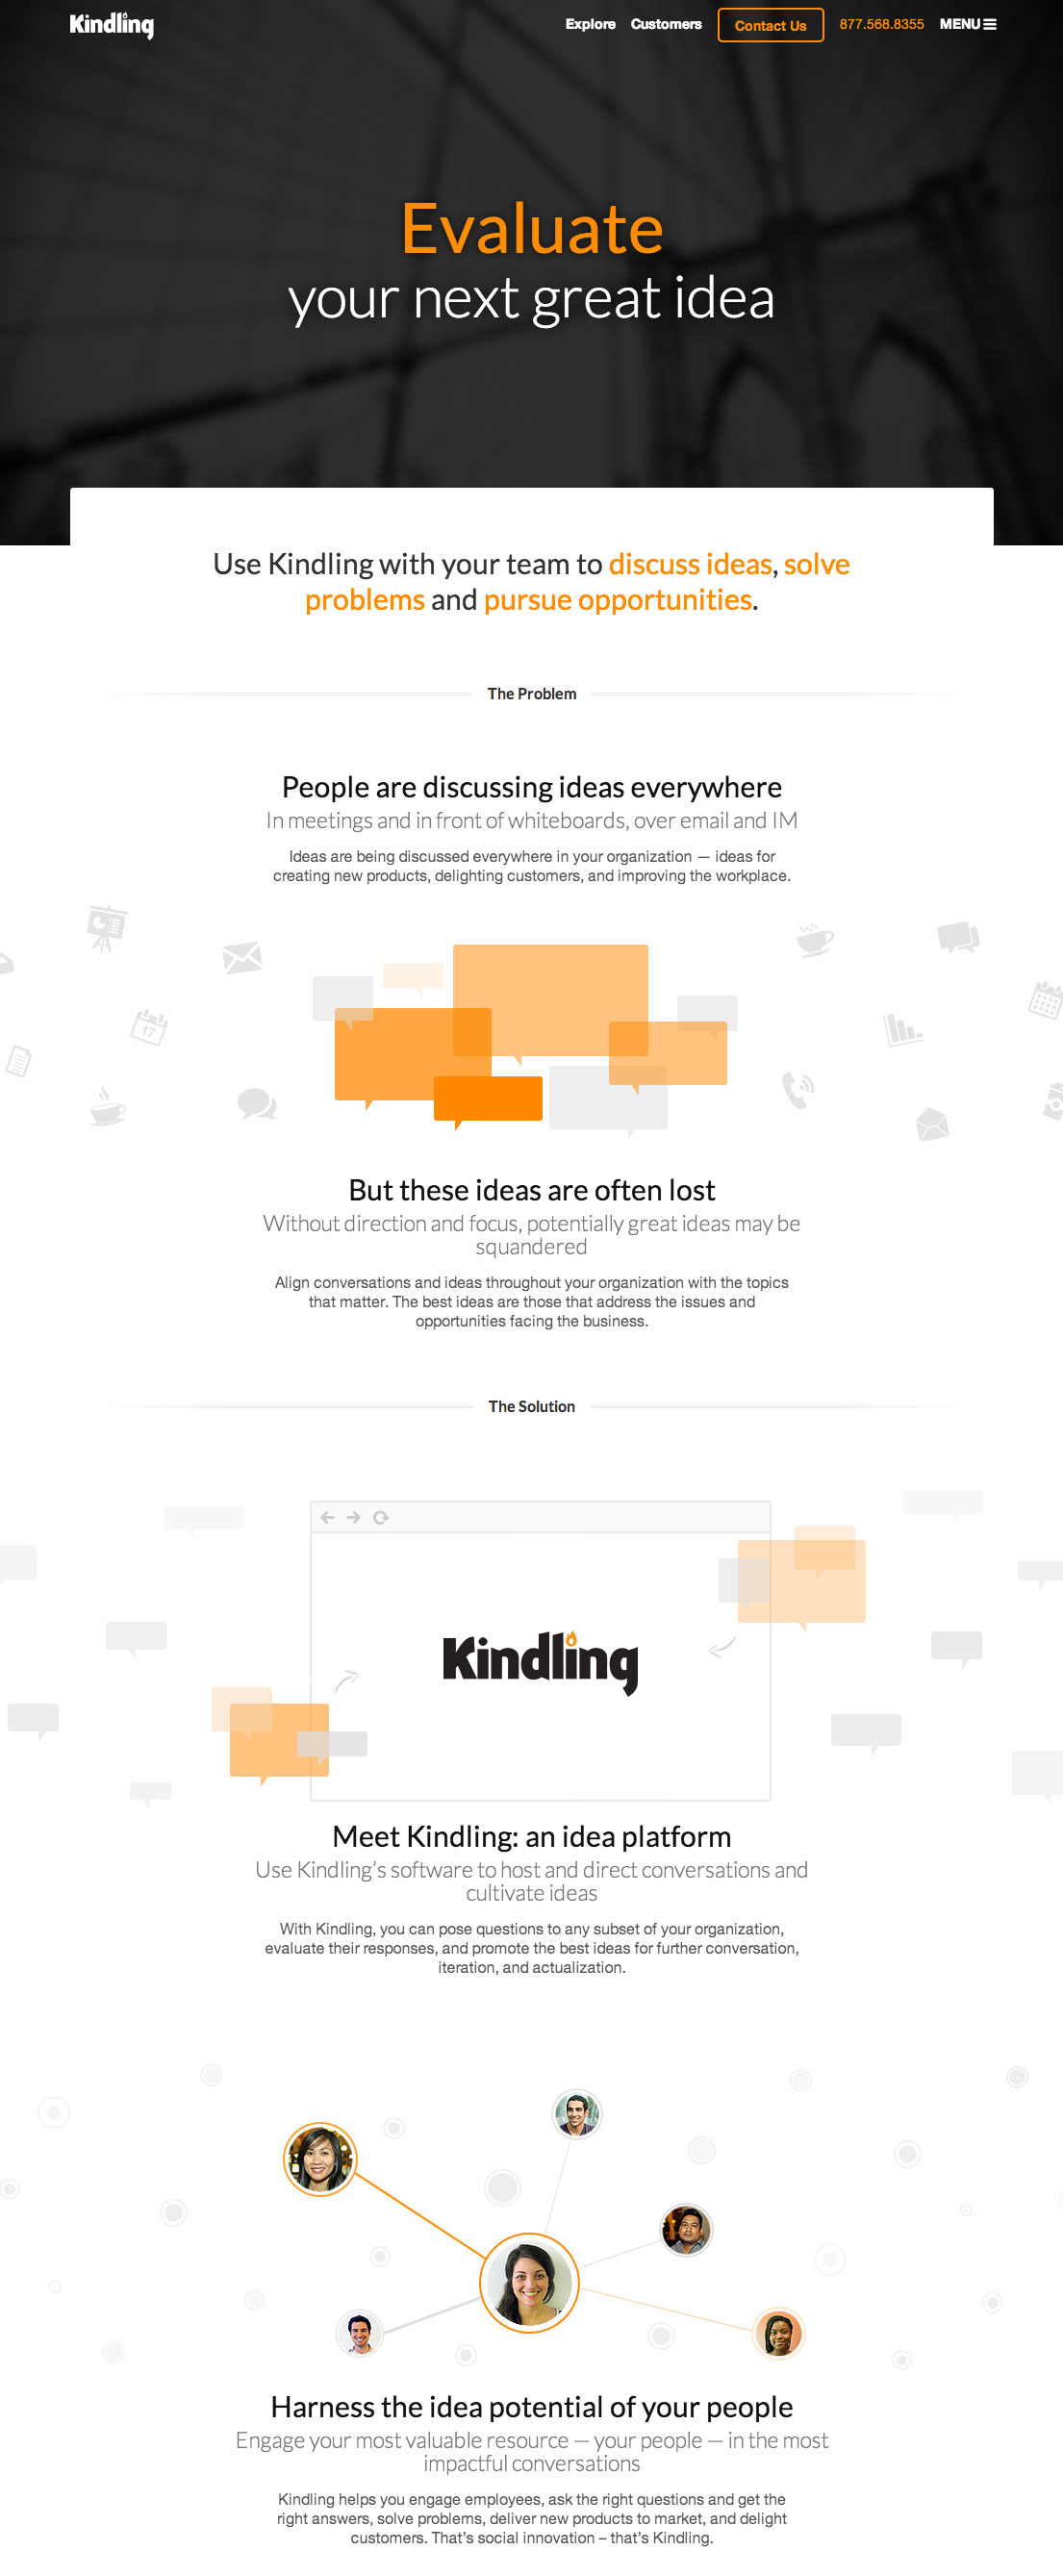 Kindling
Explore Customers Contact Us 877.568.8355 MENU
Evaluate
your next great idea
Use Kindling with your team to discuss ideas, solve
problems and pursue opportunities.
The Problem
People are discussing ideas everywhere
In meetings and in front of whiteboards, over email and IM
Ideas are being discussed everywhere in your organization — ideas for
creating new products, delighting customers, and improving the workplace.
17
But these ideas are often lost
Without direction and focus, potentially great ideas may be
squandered
Align conversations and ideas throughout your organization with the topics
that matter. The best ideas are those that address the issues and
opportunities facing the business.
The Solution
Kindling
Meet Kindling: an idea platform
Use Kindling’s software to host and direct conversations and
cultivate ideas
With Kindling, you can pose questions to any subset of your organization,
evaluate their responses, and promote the best ideas for further conversation,
iteration, and actualization.
Harness the idea potential of your people
Engage your most valuable resource — your people — in the most
impactful conversations
Kindling helps you engage employees, ask the right questions and get the
right answers, solve problems, deliver new products to market, and delight
customers. That’s social innovation – that’s Kindling.